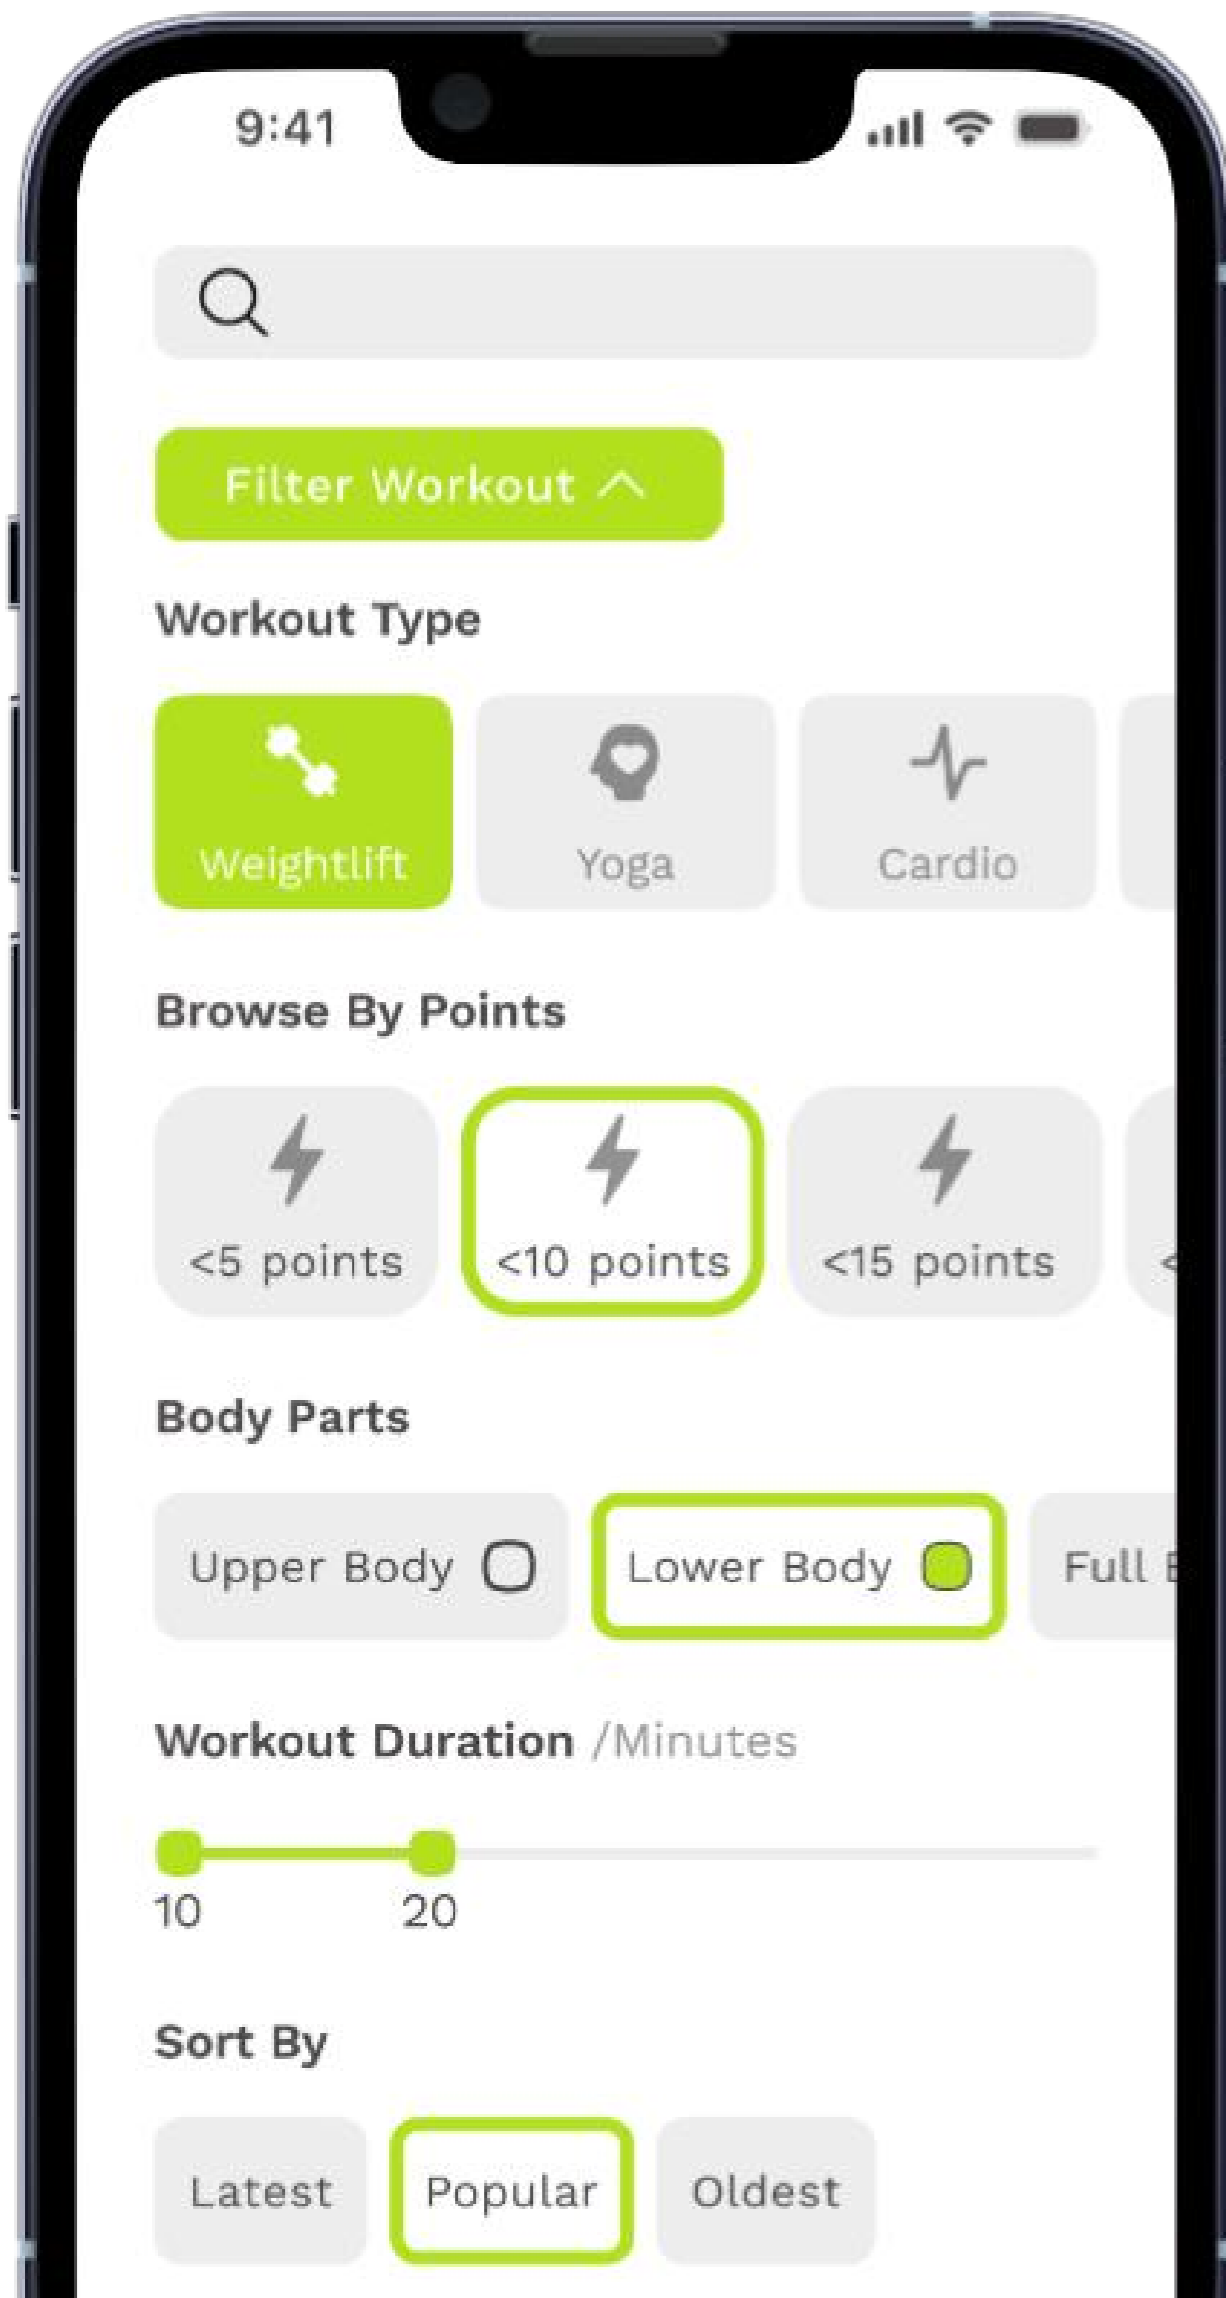 9:41
Filter Workout
Workout Type
Weightlift Yoga Cardio
Browse By Points
<5 points <10 points <15 points <
Body Parts
Upper Body Lower Body Full
Workout Duration /Minutes
10 20
Sort By
Latest Popular Oldest